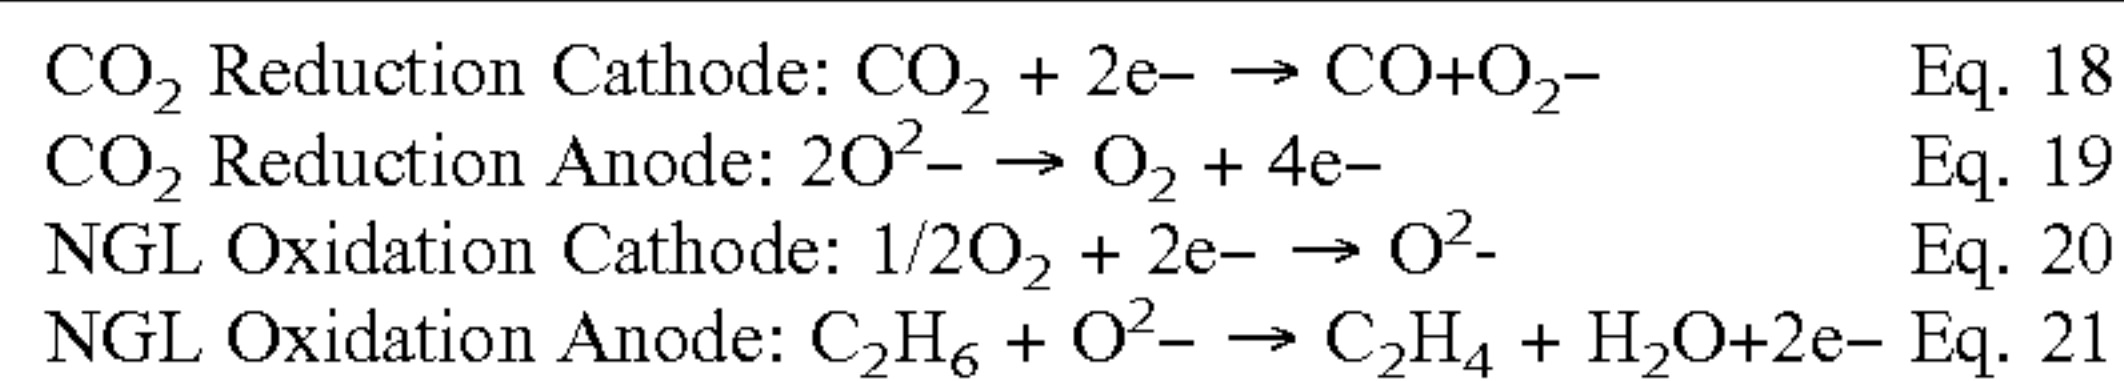 CO₂ Reduction Cathode: CO₂ + 2e– → CO+O₂– Eq. 18
CO₂ Reduction Anode: 2O²– → O₂ + 4e– Eq. 19
NGL Oxidation Cathode: 1/2O₂ + 2e– → O²- Eq. 20
NGL Oxidation Anode: C₂H₆ + O²– → C₂H₄ + H₂O+2e– Eq. 21